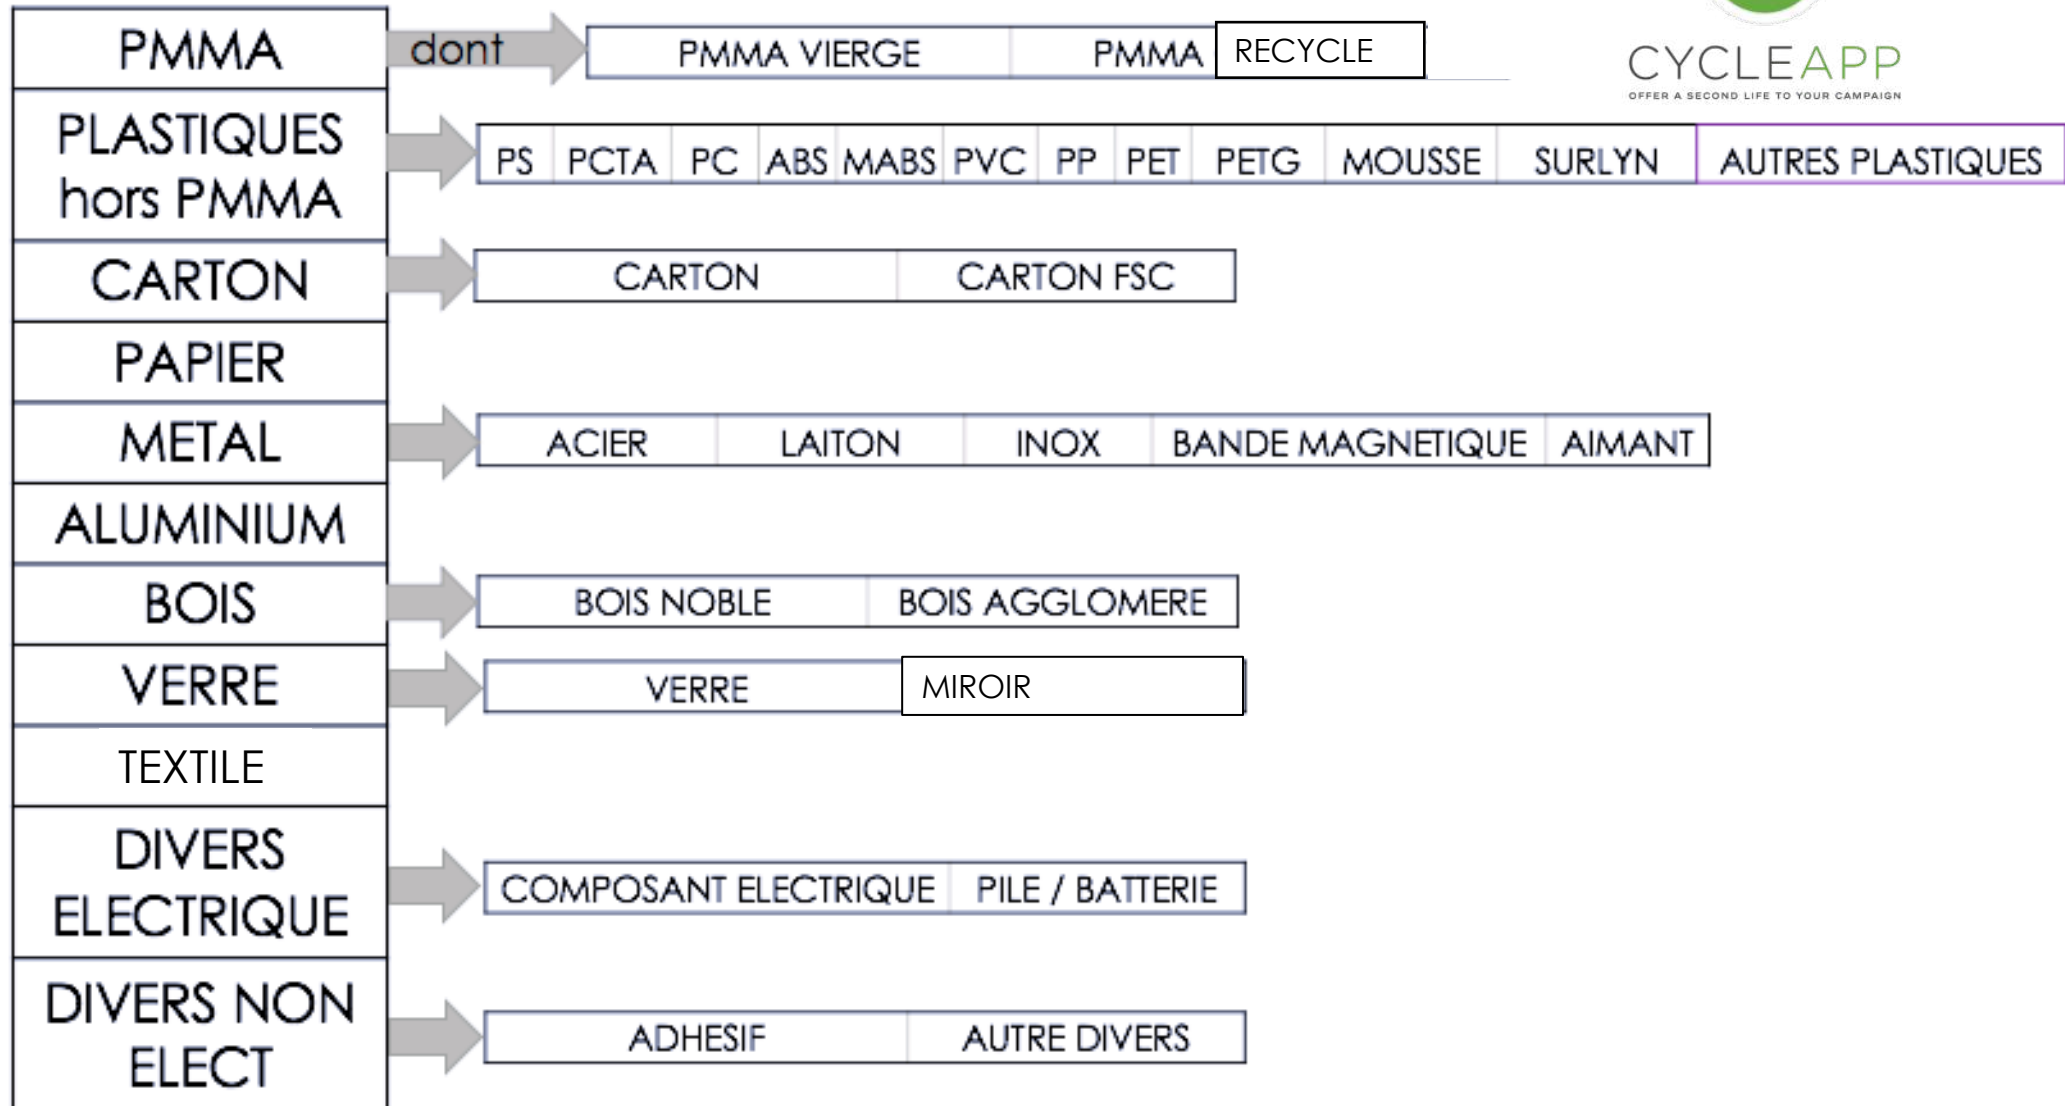 PMMA dont PMMA VIERGE PMMA RECYCLE
CYCLEAPP
OFFER A SECOND LIFE TO YOUR CAMPAIGN
PLASTIQUES
hors PMMA
PS PCTA PC ABS MABS PVC PP PET PETG MOUSSE SURLYN AUTRES PLASTIQUES
CARTON CARTON CARTON FSC
PAPIER
METAL ACIER LAITON INOX BANDE MAGNETIQUE AIMANT
ALUMINIUM
BOIS BOIS NOBLE BOIS AGGLOMERE
VERRE VERRE MIROIR
TEXTILE
DIVERS
ELECTRIQUE
COMPOSANT ELECTRIQUE PILE / BATTERIE
DIVERS NON
ELECT
ADHESIF AUTRE DIVERS